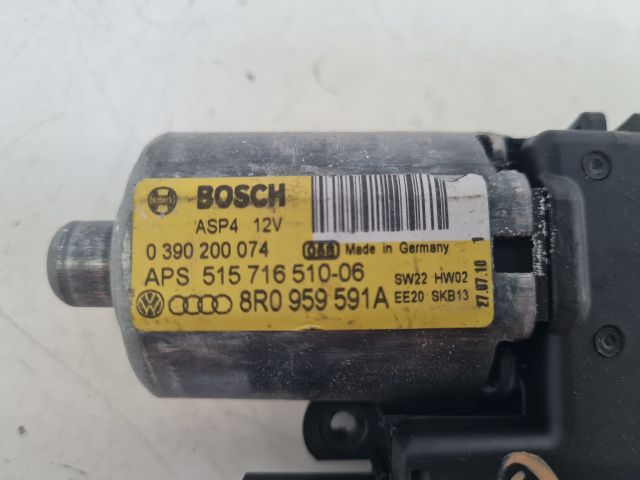 BOSCH
ASP4 12V
0 390 200 074 Made in Germany
APS 515 716 510-06 SW22 HW02
8R0 959 591A EE20 SKB13
27.07.10 1